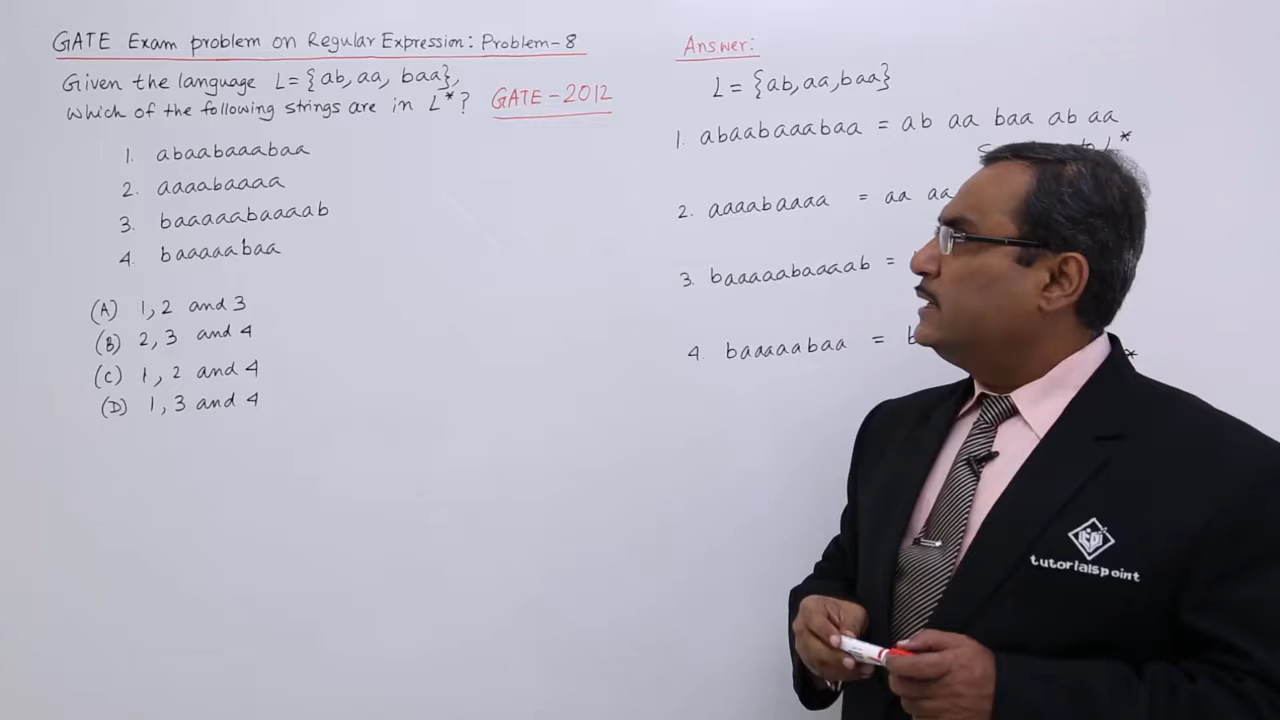 GATE Exam problem on Regular Expression: Problem-8
Given the language L = {ab, aa, baa},
which of the following strings are in L*?
GATE-2012
1. abaabaaabaa
2. aaaabaaaa
3. baaaaabaaaab
4. baaaaabaa
(A) 1, 2 and 3
(B) 2, 3 and 4
(C) 1, 2 and 4
(D) 1, 3 and 4
Answer:
L = {ab, aa, baa}
1. abaabaaabaa = ab aa baa ab aa
L*
2. aaaabaaaa = aa aa
3. baaaaabaaaab =
4. baaaaabaa = b
*
tutorialspoint